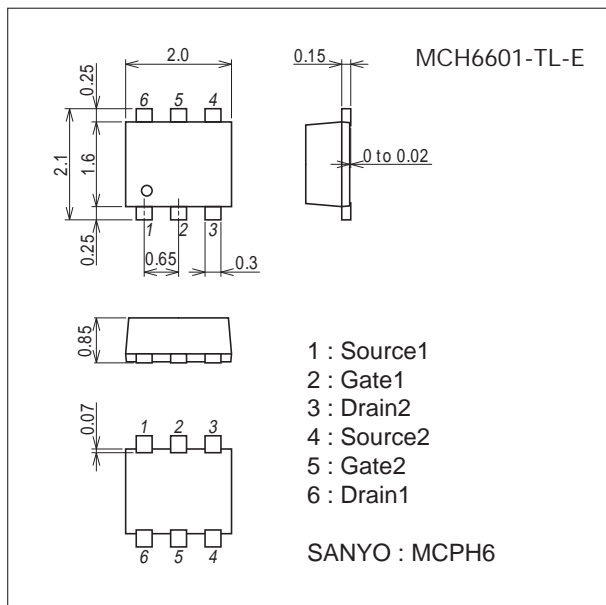 MCH6601-TL-E
2.0
0.15
0.25
6 5 4
2.1
1.6
0 to 0.02
1 2 3
0.25
0.65
0.3
0.85
1 : Source1
2 : Gate1
3 : Drain2
4 : Source2
5 : Gate2
6 : Drain1
0.07
1 2 3
6 5 4
SANYO : MCPH6